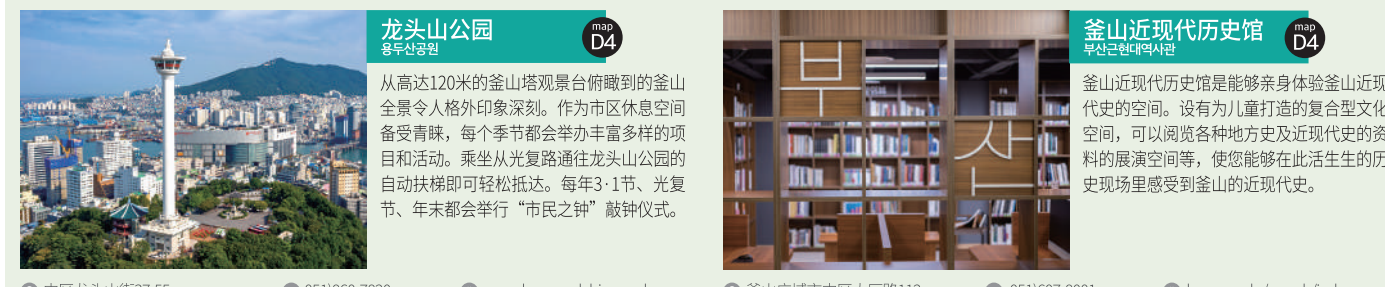 龙头山公园
용두산공원
map
D4
从高达120米的釜山塔观景台俯瞰到的釜山
全景令人格外印象深刻。作为市区休息空间
备受青睐，每个季节都会举办丰富多样的项
目和活动。乘坐从光复路通往龙头山公园的
自动扶梯即可轻松抵达。每年3·1节、光复
节、年末都会举行“市民之钟”敲钟仪式。
釜山近现代历史馆
부산근현대역사관
map
D4
부
산
釜山近现代历史馆是能够亲身体验釜山近现
代史的空间。设有为儿童打造的复合型文化
空间，可以阅览各种地方史及近现代史的资
料的展演空间等，使您能够在此活生生的历
史现场里感受到釜山的近现代史。